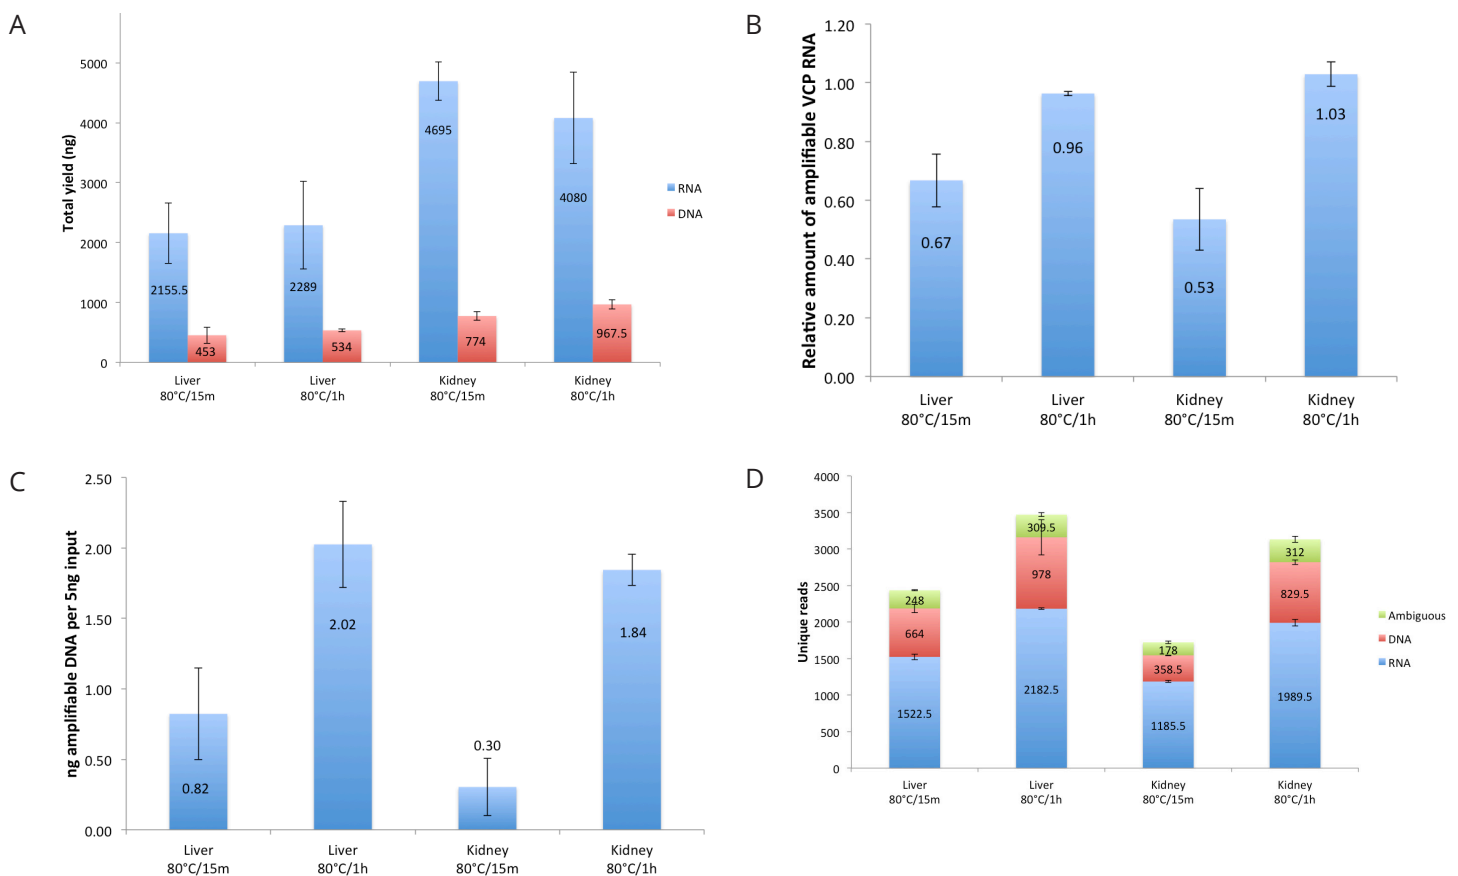 A
Total yield (ng)
5000
4000
3000
2000
1000
0
2155.5
453
2289
534
4695
774
4080
967.5
Liver
80°C/15m
Liver
80°C/1h
Kidney
80°C/15m
Kidney
80°C/1h
RNA
DNA
B
Relative amount of amplifiable VCP RNA
1.20
1.00
0.80
0.60
0.40
0.20
0.00
0.67
0.96
0.53
1.03
Liver
80°C/15m
Liver
80°C/1h
Kidney
80°C/15m
Kidney
80°C/1h
C
ng amplifiable DNA per 5ng input
2.50
2.00
1.50
1.00
0.50
0.00
0.82
2.02
0.30
1.84
Liver
80°C/15m
Liver
80°C/1h
Kidney
80°C/15m
Kidney
80°C/1h
D
Unique reads
4000
3500
3000
2500
2000
1500
1000
500
0
248
664
1522.5
309.5
978
2182.5
178
358.5
1185.5
312
829.5
1989.5
Liver
80°C/15m
Liver
80°C/1h
Kidney
80°C/15m
Kidney
80°C/1h
Ambiguous
DNA
RNA